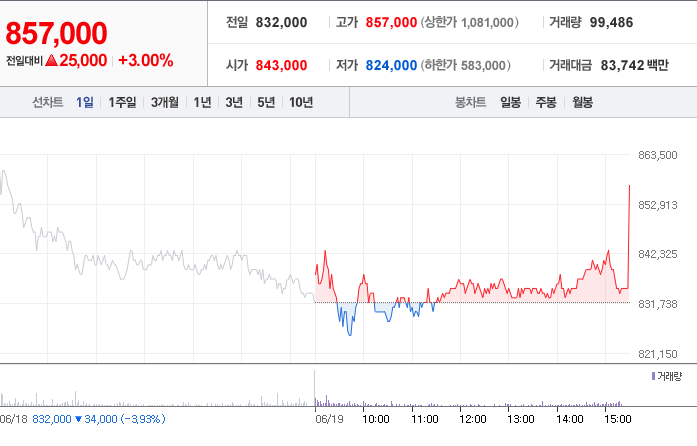 857,000
전일대비 ▲25,000 +3.00%
전일 832,000 고가 857,000 (상한가 1,081,000) 거래량 99,486
시가 843,000 저가 824,000 (하한가 583,000) 거래대금 83,742 백만
선차트 1일 1주일 3개월 1년 3년 5년 10년 봉차트 일봉 주봉 월봉
863,500
852,913
842,325
831,738
821,150
거래량
06/18 832,000 ▼34,000 (-3,93%) 06/19 10:00 11:00 12:00 13:00 14:00 15:00